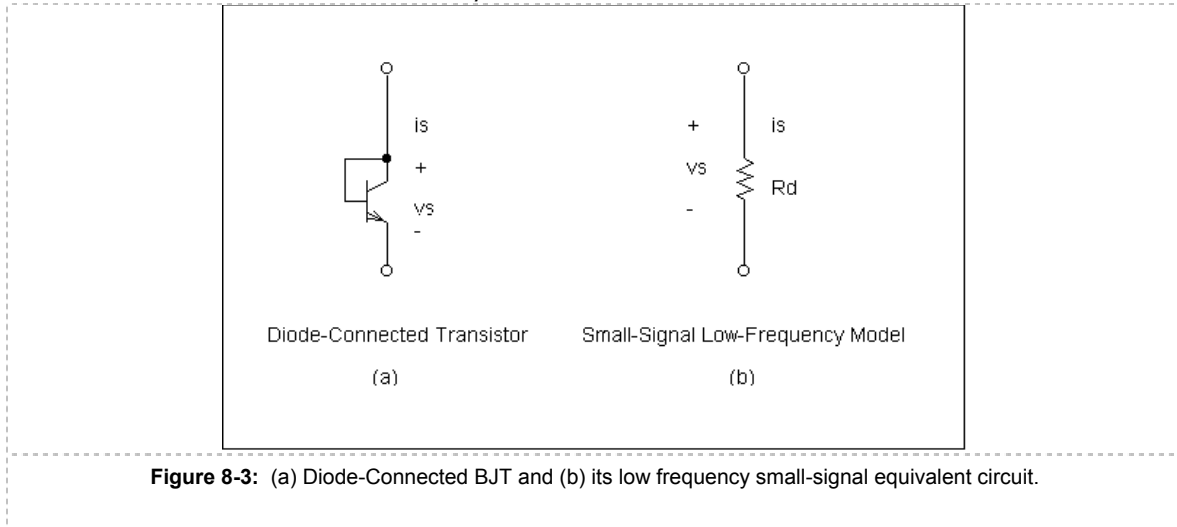 is
+
vs
-
+
is
vs
Rd
-
Diode-Connected Transistor
Small-Signal Low-Frequency Model
(a)
(b)
Figure 8-3: (a) Diode-Connected BJT and (b) its low frequency small-signal equivalent circuit.